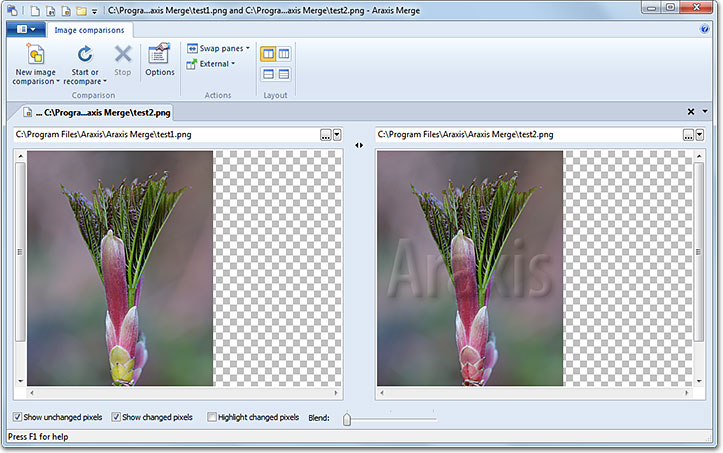 C:\Progra...axis Merge\test1.png and C:\Progra...axis Merge\test2.png - Araxis Merge
Image comparisons
New image comparison
Start or recompare
Stop
Options
Swap panes
External
Comparison
Actions
Layout
... C:\Progra...axis Merge\test2.png
C:\Program Files\Araxis\Araxis Merge\test1.png
...
C:\Program Files\Araxis\Araxis Merge\test2.png
...
Araxis
Show unchanged pixels
Show changed pixels
Highlight changed pixels
Blend:
Press F1 for help